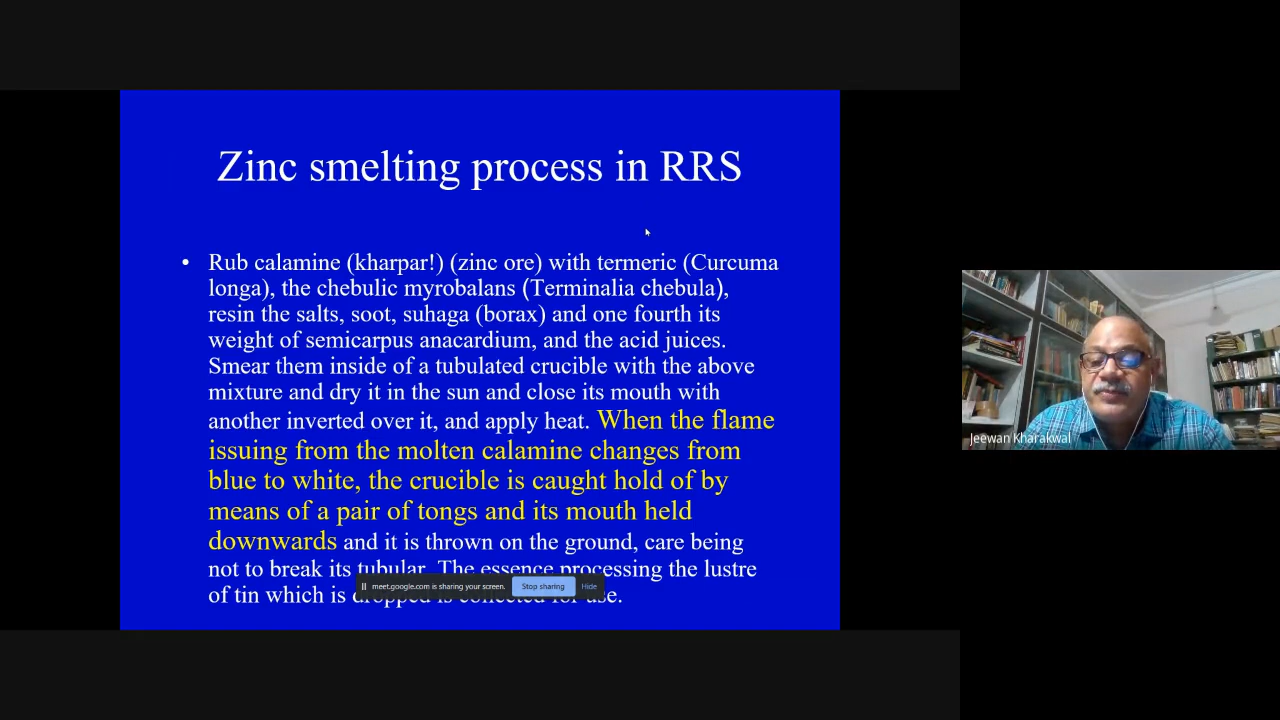 Zinc smelting process in RRS
• Rub calamine (kharpar!) (zinc ore) with termeric (Curcuma
longa), the chebulic myrobalans (Terminalia chebula),
resin the salts, soot, suhaga (borax) and one fourth its
weight of semicarpus anacardium, and the acid juices.
Smear them inside of a tubulated crucible with the above
mixture and dry it in the sun and close its mouth with
another inverted over it, and apply heat. When the flame
issuing from the molten calamine changes from
blue to white, the crucible is caught hold of by
means of a pair of tongs and its mouth held
downwards and it is thrown on the ground, care being
not to break its tubular. The essence processing the lustre
of tin which is dropped is collected for use.
meet.google.com is sharing your screen. Stop sharing Hide
Jeewan Kharakwal